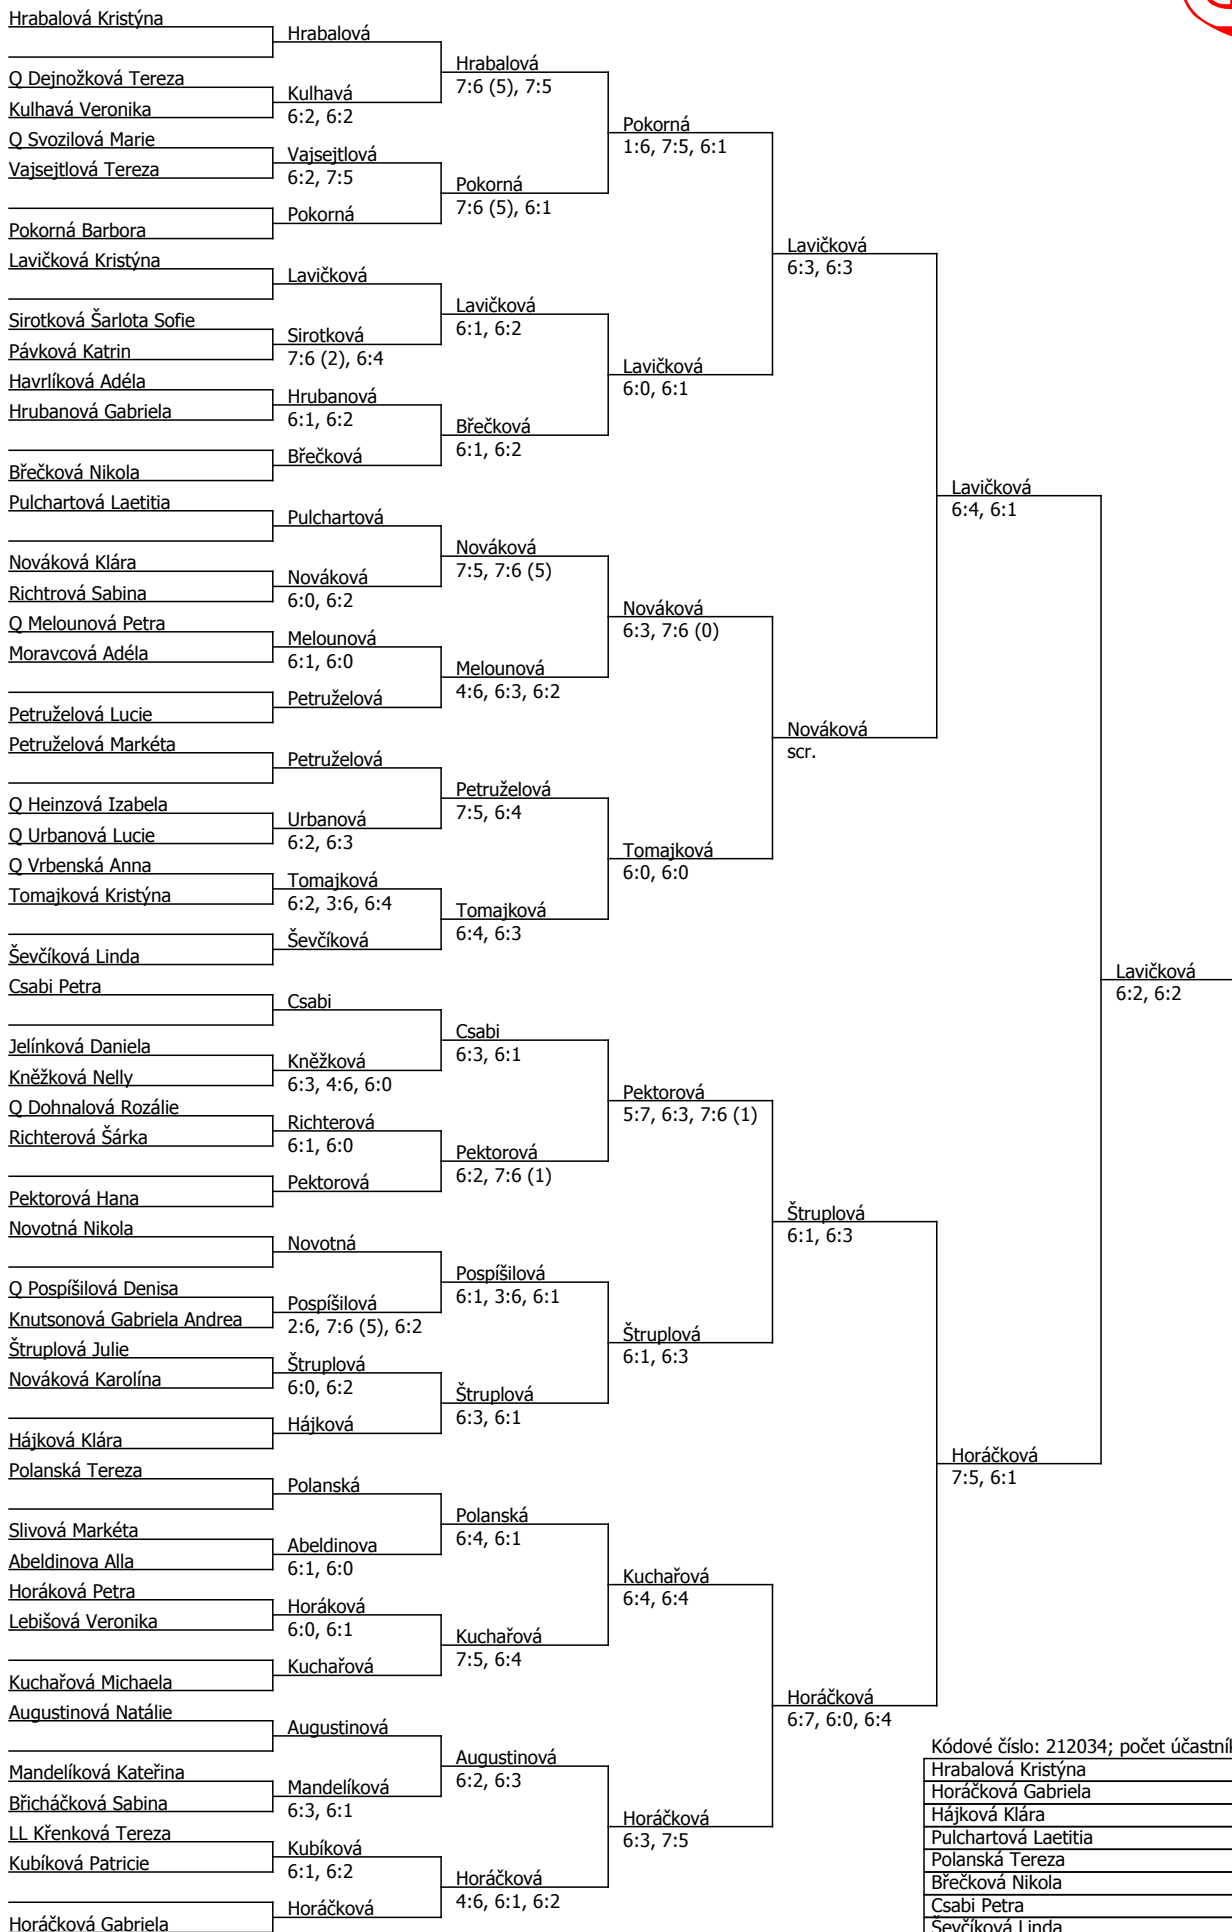 Hrabalová Kristýna
Q Dejnožková Tereza
Kulhavá Veronika
Q Svozilová Marie
Vajsejtlová Tereza
Pokorná Barbora
Lavičková Kristýna
Sirotková Šarlota Sofie
Pávková Katrin
Havrlíková Adéla
Hrubanová Gabriela
Břečková Nikola
Pulchartová Laetitia
Nováková Klára
Richtrová Sabina
Q Melounová Petra
Moravcová Adéla
Petruželová Lucie
Petruželová Markéta
Q Heinzová Izabela
Q Urbanová Lucie
Q Vrbenská Anna
Tomajková Kristýna
Ševčíková Linda
Csabi Petra
Jelínková Daniela
Kněžková Nelly
Q Dohnalová Rozálie
Richterová Šárka
Pektorová Hana
Novotná Nikola
Q Pospíšilová Denisa
Knutsonová Gabriela Andrea
Štruplová Julie
Nováková Karolína
Hájková Klára
Polanská Tereza
Slivová Markéta
Abeldinova Alla
Horáková Petra
Lebišová Veronika
Kuchařová Michaela
Augustinová Natálie
Mandelíková Kateřina
Břicháčková Sabina
LL Křenková Tereza
Kubíková Patricie
Horáčková Gabriela
Hrabalová
Kulhavá
6:2, 6:2
Vajsejtlová
6:2, 7:5
Pokorná
Lavičková
Sirotková
7:6 (2), 6:4
Hrubanová
6:1, 6:2
Břečková
Pulchartová
Nováková
6:0, 6:2
Melounová
6:1, 6:0
Petruželová
Petruželová
Urbanová
6:2, 6:3
Tomajková
6:2, 3:6, 6:4
Ševčíková
Csabi
Kněžková
6:3, 4:6, 6:0
Richterová
6:1, 6:0
Pektorová
Novotná
Pospíšilová
2:6, 7:6 (5), 6:2
Štruplová
6:0, 6:2
Hájková
Polanská
Abeldinova
6:1, 6:0
Horáková
6:0, 6:1
Kuchařová
Augustinová
Mandelíková
6:3, 6:1
Kubíková
6:1, 6:2
Horáčková
Hrabalová
7:6 (5), 7:5
Pokorná
7:6 (5), 6:1
Lavičková
6:1, 6:2
Břečková
6:1, 6:2
Nováková
7:5, 7:6 (5)
Melounová
4:6, 6:3, 6:2
Petruželová
7:5, 6:4
Tomajková
6:4, 6:3
Csabi
6:3, 6:1
Pektorová
6:2, 7:6 (1)
Pospíšilová
6:1, 3:6, 6:1
Štruplová
6:3, 6:1
Polanská
6:4, 6:1
Kuchařová
7:5, 6:4
Augustinová
6:2, 6:3
Horáčková
4:6, 6:1, 6:2
Pokorná
1:6, 7:5, 6:1
Lavičková
6:0, 6:1
Nováková
6:3, 7:6 (0)
Tomajková
6:0, 6:0
Pektorová
5:7, 6:3, 7:6 (1)
Štruplová
6:1, 6:3
Kuchařová
6:4, 6:4
Horáčková
6:3, 7:5
Lavičková
6:3, 6:3
Nováková
scr.
Štruplová
6:1, 6:3
Horáčková
6:7, 6:0, 6:4
Lavičková
6:4, 6:1
Horáčková
7:5, 6:1
Lavičková
6:2, 6:2
Kódové číslo: 212034; počet účastník
Hrabalová Kristýna
Horáčková Gabriela
Hájková Klára
Pulchartová Laetitia
Polanská Tereza
Břečková Nikola
Csabi Petra
Ševčíková Linda